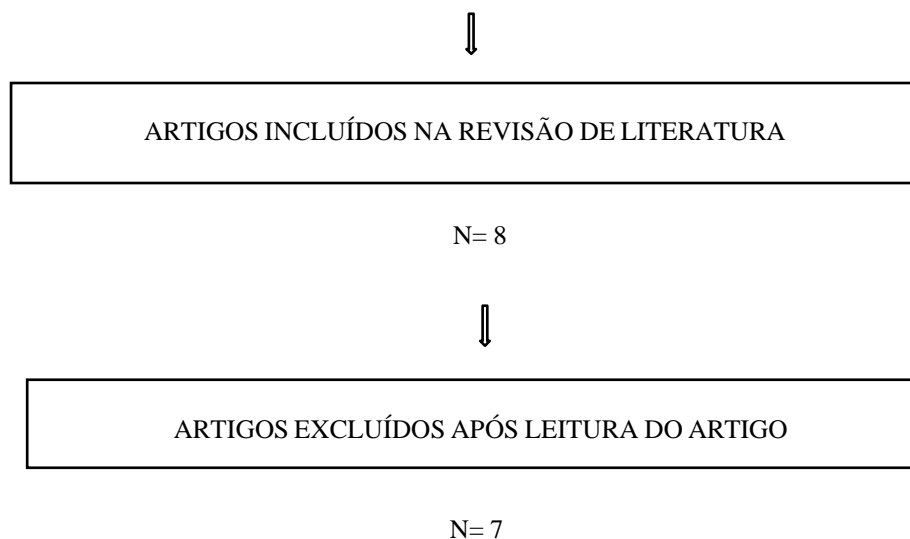 ARTIGOS INCLUÍDOS NA REVISÃO DE LITERATURA
N= 8
ARTIGOS EXCLUÍDOS APÓS LEITURA DO ARTIGO
N= 7